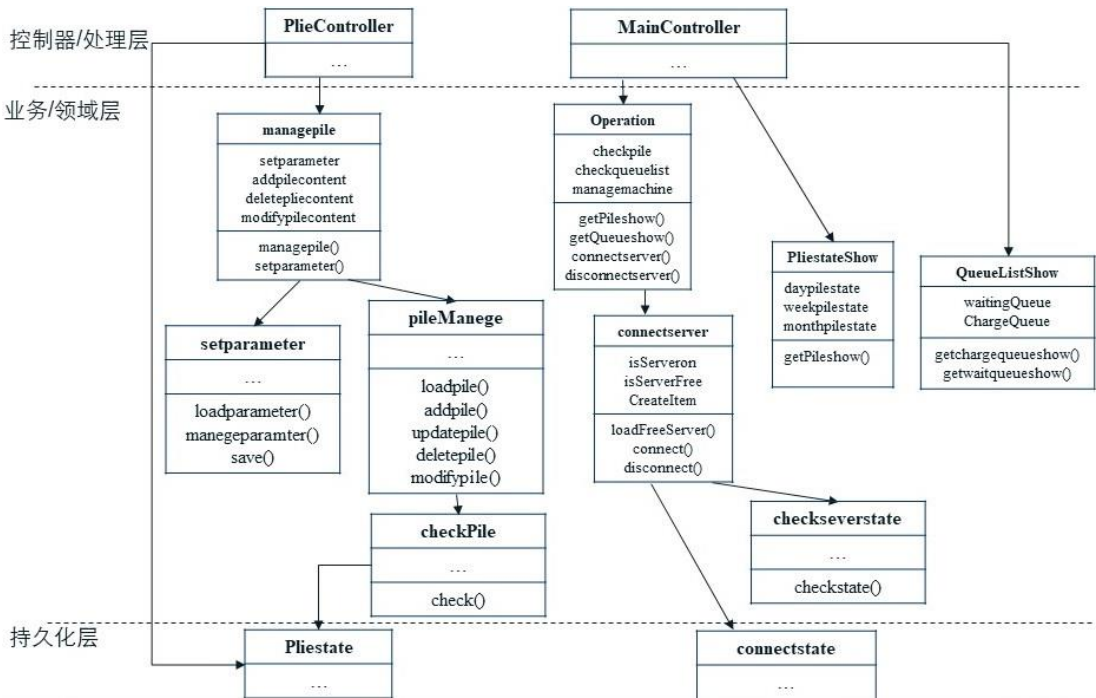 控制器/处理层
PlieController
…
MainController
…
业务/领域层
managepile
setparameter
addpilecontent
deletepliecontent
modifypilecontent
managepile()
setparameter()
Operation
checkpile
checkqueuelist
managemachine
getPileshow()
getQueueshow()
connectserver()
disconnectserver()
PliestateShow
daypilestate
weekpilestate
monthpilestate
getPileshow()
QueueListShow
waitingQueue
ChargeQueue
getchargequeueshow()
getwaitqueueshow()
setparameter
…
loadparameter()
manegeparamter()
save()
pileManege
…
loadpile()
addpile()
updatepile()
deletepile()
modifypile()
connectserver
isServeron
isServerFree
CreateItem
loadFreeServer()
connect()
disconnect()
checkPile
…
check()
checkseverstate
…
checkstate()
持久化层
Pliestate
…
connectstate
…